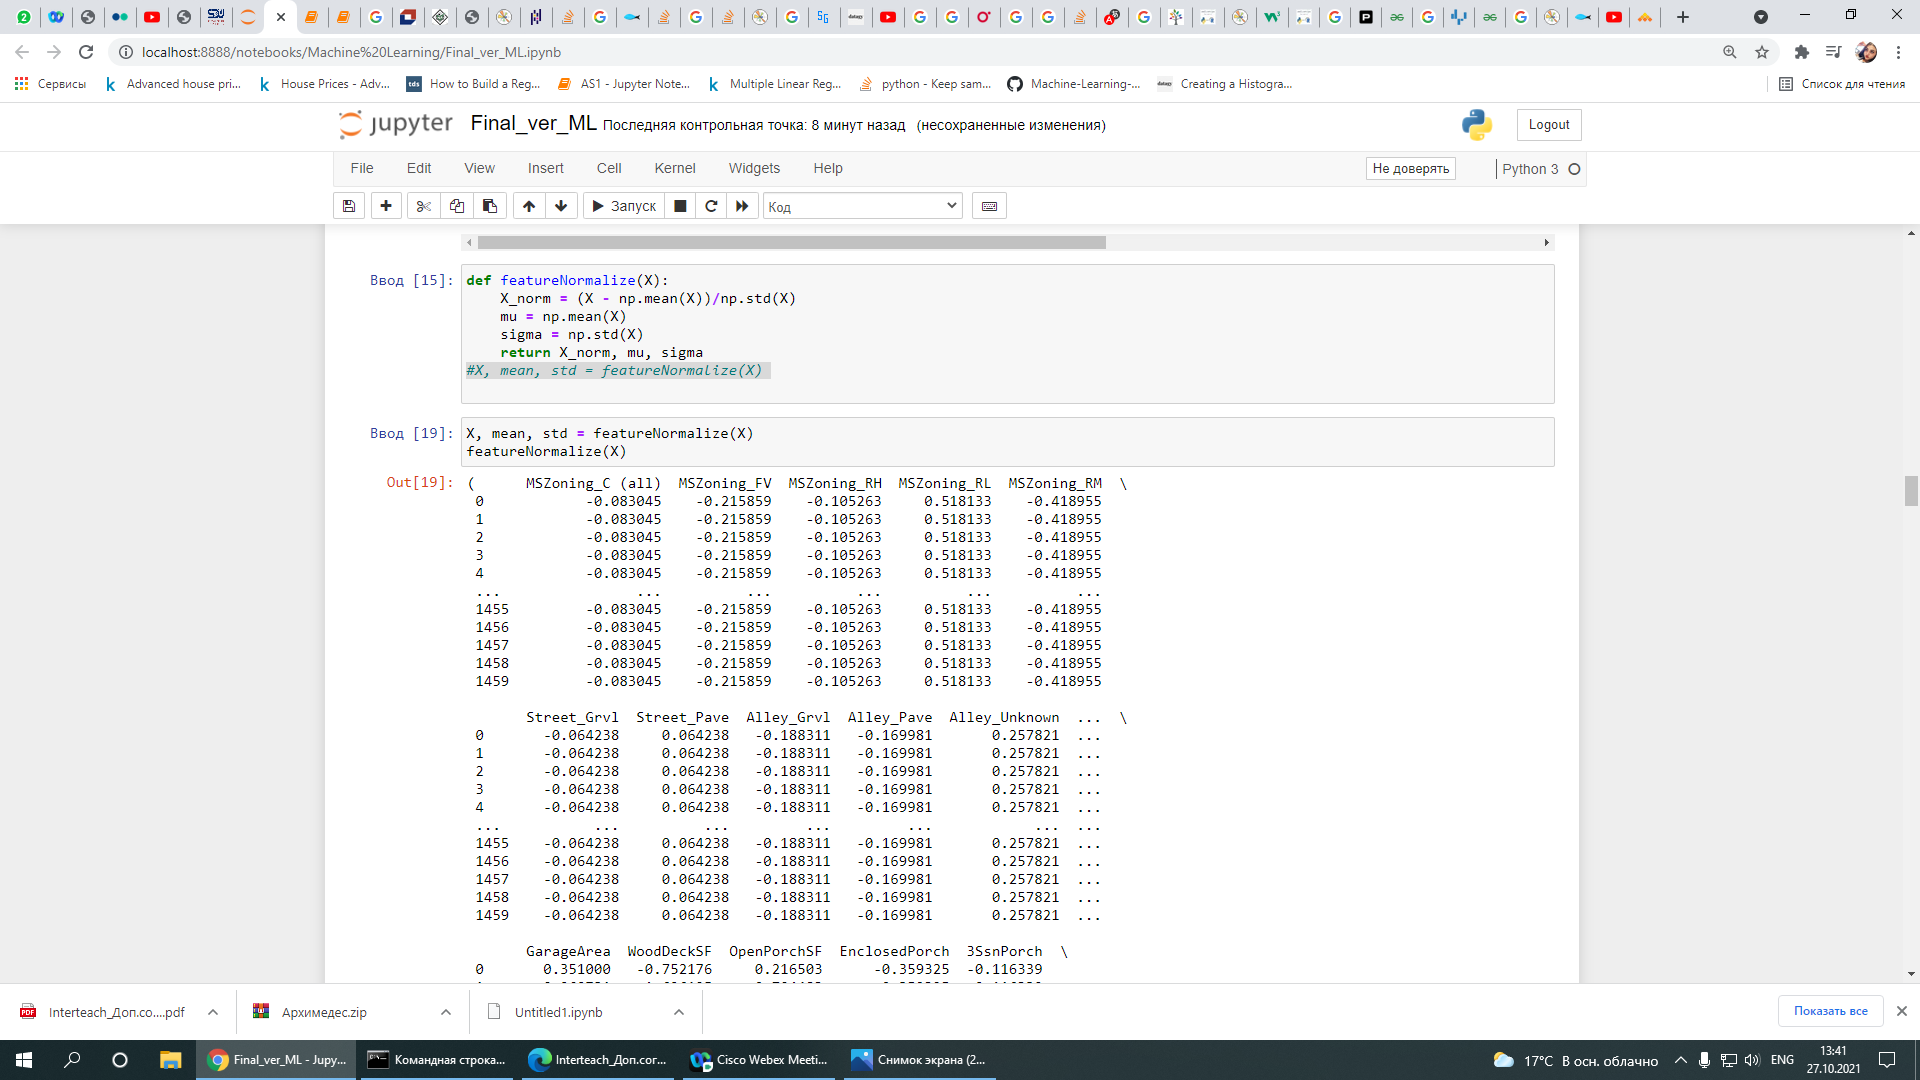 localhost:8888/notebooks/Machine%20Learning/Final_ver_ML.ipynb
Сервисы
Advanced house pri...
House Prices - Adv...
How to Build a Reg...
AS1 - Jupyter Note...
Multiple Linear Reg...
python - Keep sam...
Machine-Learning-...
Creating a Histogra...
Список для чтения
jupyter Final_ver_ML Последняя контрольная точка: 8 минут назад (несохраненные изменения)
Logout
File Edit View Insert Cell Kernel Widgets Help
Не доверять
Python 3
Запуск
Код
Ввод [15]:
def featureNormalize(X):
    X_norm = (X - np.mean(X))/np.std(X)
    mu = np.mean(X)
    sigma = np.std(X)
    return X_norm, mu, sigma
#X, mean, std = featureNormalize(X)
Ввод [19]:
X, mean, std = featureNormalize(X)
featureNormalize(X)
Out[19]:
(      MSZoning_C (all)  MSZoning_FV  MSZoning_RH  MSZoning_RL  MSZoning_RM  \
0            -0.083045    -0.215859    -0.105263     0.518133    -0.418955
1            -0.083045    -0.215859    -0.105263     0.518133    -0.418955
2            -0.083045    -0.215859    -0.105263     0.518133    -0.418955
3            -0.083045    -0.215859    -0.105263     0.518133    -0.418955
4            -0.083045    -0.215859    -0.105263     0.518133    -0.418955
...                ...          ...          ...          ...          ...
1455         -0.083045    -0.215859    -0.105263     0.518133    -0.418955
1456         -0.083045    -0.215859    -0.105263     0.518133    -0.418955
1457         -0.083045    -0.215859    -0.105263     0.518133    -0.418955
1458         -0.083045    -0.215859    -0.105263     0.518133    -0.418955
1459         -0.083045    -0.215859    -0.105263     0.518133    -0.418955
Street_Grvl  Street_Pave  Alley_Grvl  Alley_Pave  Alley_Unknown  ...  \
0       -0.064238     0.064238   -0.188311   -0.169981       0.257821  ...
1       -0.064238     0.064238   -0.188311   -0.169981       0.257821  ...
2       -0.064238     0.064238   -0.188311   -0.169981       0.257821  ...
3       -0.064238     0.064238   -0.188311   -0.169981       0.257821  ...
4       -0.064238     0.064238   -0.188311   -0.169981       0.257821  ...
...           ...          ...         ...         ...            ...  ...
1455    -0.064238     0.064238   -0.188311   -0.169981       0.257821  ...
1456    -0.064238     0.064238   -0.188311   -0.169981       0.257821  ...
1457    -0.064238     0.064238   -0.188311   -0.169981       0.257821  ...
1458    -0.064238     0.064238   -0.188311   -0.169981       0.257821  ...
1459    -0.064238     0.064238   -0.188311   -0.169981       0.257821  ...
GarageArea  WoodDeckSF  OpenPorchSF  EnclosedPorch  3SsnPorch  \
0       0.351000   -0.752176     0.216503      -0.359325  -0.116339
Interteach_Доп.со....pdf
Архимедес.zip
Untitled1.ipynb
Показать все
Final_ver_ML - Jupy...
Командная строка...
Interteach_Доп.сог...
Cisco Webex Meeti...
Снимок экрана (2...
17°C В осн. облачно
ENG
13:41
27.10.2021